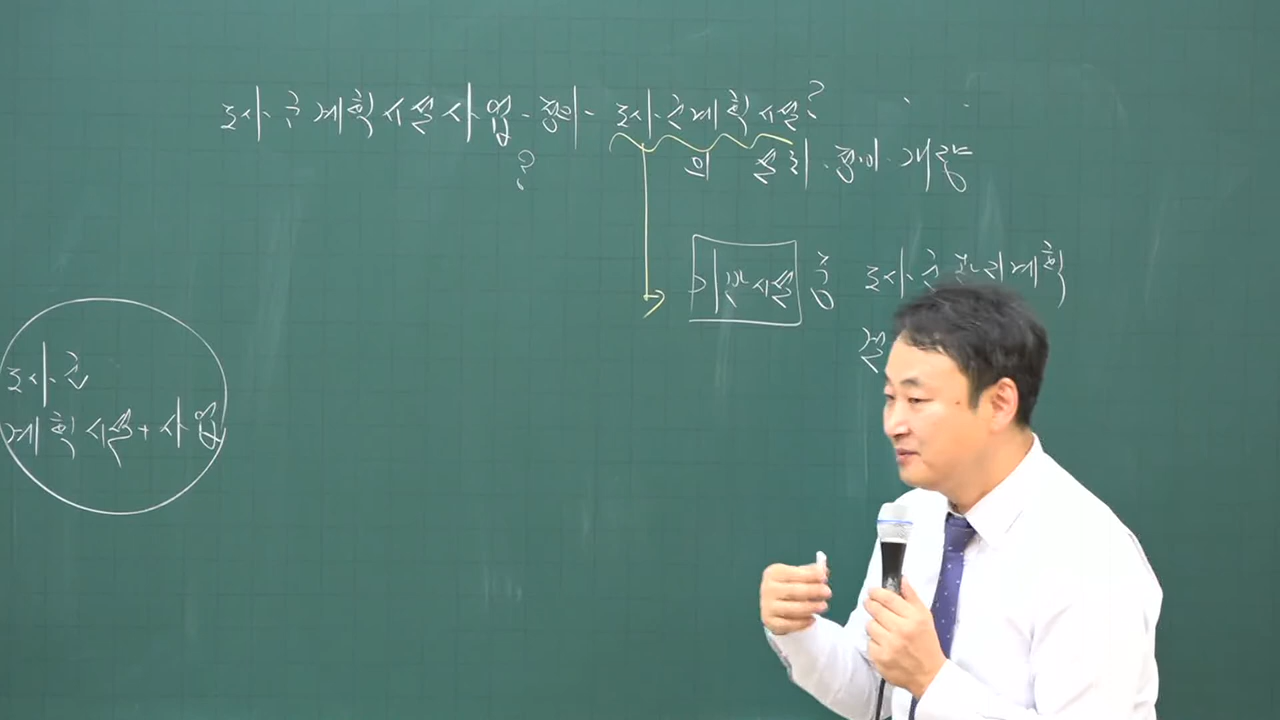 도시·군계획시설사업 - 정의 - 도시·군계획시설?
?
의 설치·정비·개량
기반시설 중 도시·군관리계획
결
도시·군
계획시설+사업